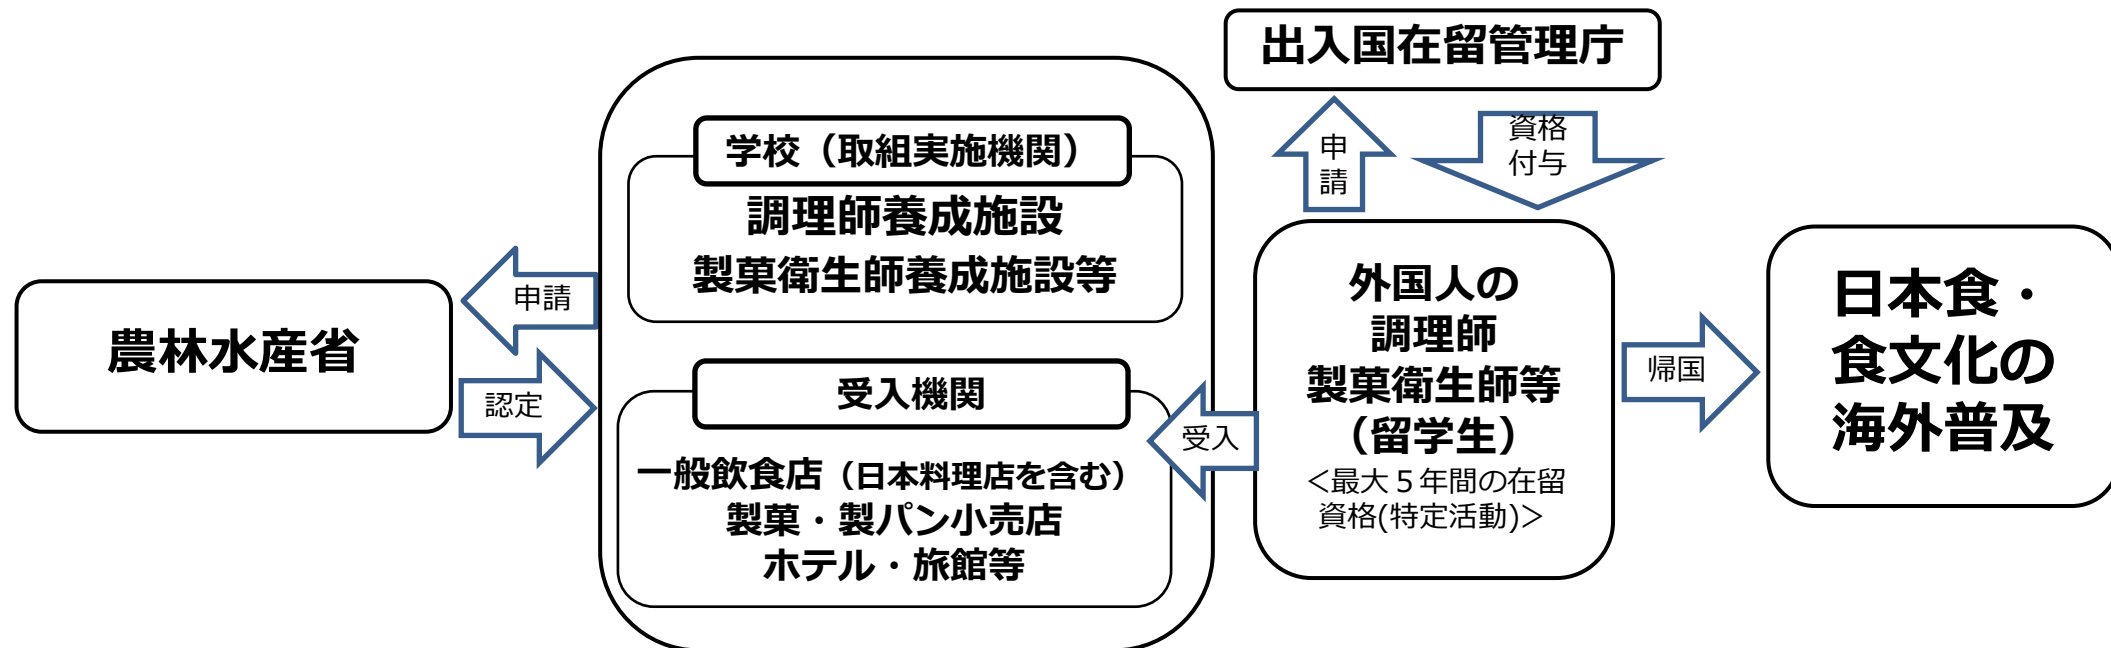 出入国在留管理庁
申
請
資格
付与
学校（取組実施機関）
調理師養成施設
製菓衛生師養成施設等
申請
農林水産省
認定
受入機関
一般飲食店（日本料理店を含む）
製菓・製パン小売店
ホテル・旅館等
受入
外国人の
調理師
製菓衛生師等
（留学生）
＜最大５年間の在留
資格(特定活動)＞
帰国
日本食・
食文化の
海外普及